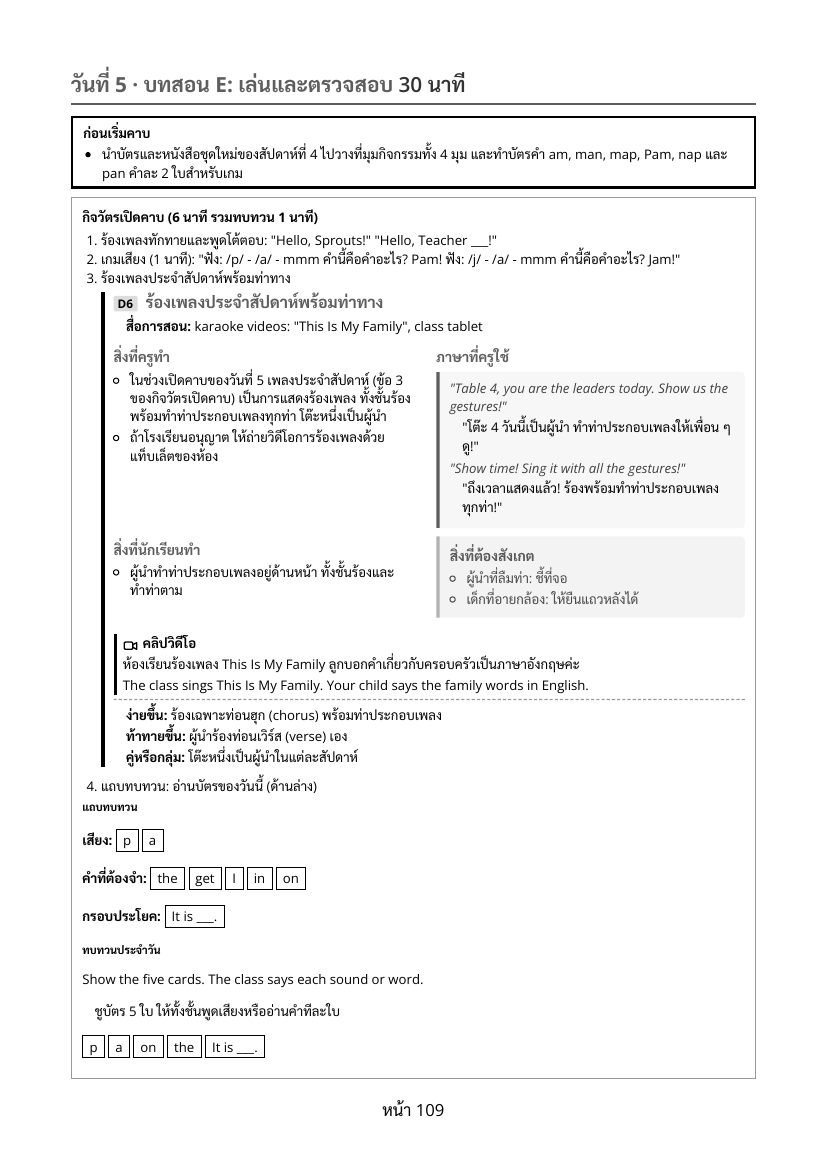 วันที่ 5 · บทสอน E: เล่นและตรวจสอบ 30 นาที
ก่อนเริ่มคาบ
• นำบัตรและหนังสือชุดใหม่ของสัปดาห์ที่ 4 ไปวางที่มุมกิจกรรมทั้ง 4 มุม และทำบัตรคำ am, man, map, Pam, nap และ
pan คำละ 2 ใบสำหรับเกม
กิจวัตรเปิดคาบ (6 นาที รวมทบทวน 1 นาที)
1. ร้องเพลงทักทายและพูดโต้ตอบ: "Hello, Sprouts!" "Hello, Teacher ___!"
2. เกมเสียง (1 นาที): "ฟัง: /p/ - /a/ - mmm คำนี้คือคำอะไร? Pam! ฟัง: /j/ - /a/ - mmm คำนี้คือคำอะไร? Jam!"
3. ร้องเพลงประจำสัปดาห์พร้อมท่าทาง
D6 ร้องเพลงประจำสัปดาห์พร้อมท่าทาง
สื่อการสอน: karaoke videos: "This Is My Family", class tablet
สิ่งที่ครูทำ
ในช่วงเปิดคาบของวันที่ 5 เพลงประจำสัปดาห์ (ข้อ 3
ของกิจวัตรเปิดคาบ) เป็นการแสดงร้องเพลง ทั้งชั้นร้อง
พร้อมทำท่าประกอบเพลงทุกท่า โต๊ะหนึ่งเป็นผู้นำ
ถ้าโรงเรียนอนุญาต ให้ถ่ายวิดีโอการร้องเพลงด้วย
แท็บเล็ตของห้อง
ภาษาที่ครูใช้
"Table 4, you are the leaders today. Show us the
gestures!"
"โต๊ะ 4 วันนี้เป็นผู้นำ ทำท่าประกอบเพลงให้เพื่อน ๆ
ดู!"
"Show time! Sing it with all the gestures!"
"ถึงเวลาแสดงแล้ว! ร้องพร้อมทำท่าประกอบเพลง
ทุกท่า!"
สิ่งที่นักเรียนทำ
ผู้นำทำท่าประกอบเพลงอยู่ด้านหน้า ทั้งชั้นร้องและ
ทำท่าตาม
สิ่งที่ต้องสังเกต
ผู้นำที่ลืมท่า: ชี้ที่จอ
เด็กที่อายกล้อง: ให้ยืนแถวหลังได้
คลิปวิดีโอ
ห้องเรียนร้องเพลง This Is My Family ลูกบอกคำเกี่ยวกับครอบครัวเป็นภาษาอังกฤษค่ะ
The class sings This Is My Family. Your child says the family words in English.
ง่ายขึ้น: ร้องเฉพาะท่อนฮุก (chorus) พร้อมท่าประกอบเพลง
ท้าทายขึ้น: ผู้นำร้องท่อนเวิร์ส (verse) เอง
คู่หรือกลุ่ม: โต๊ะหนึ่งเป็นผู้นำในแต่ละสัปดาห์
4. แถบทบทวน: อ่านบัตรของวันนี้ (ด้านล่าง)
แถบทบทวน
เสียง: p a
คำที่ต้องจำ: the get I in on
กรอบประโยค: It is ___.
ทบทวนประจำวัน
Show the five cards. The class says each sound or word.
ชูบัตร 5 ใบ ให้ทั้งชั้นพูดเสียงหรืออ่านคำทีละใบ
p a on the It is ___.
หน้า 109